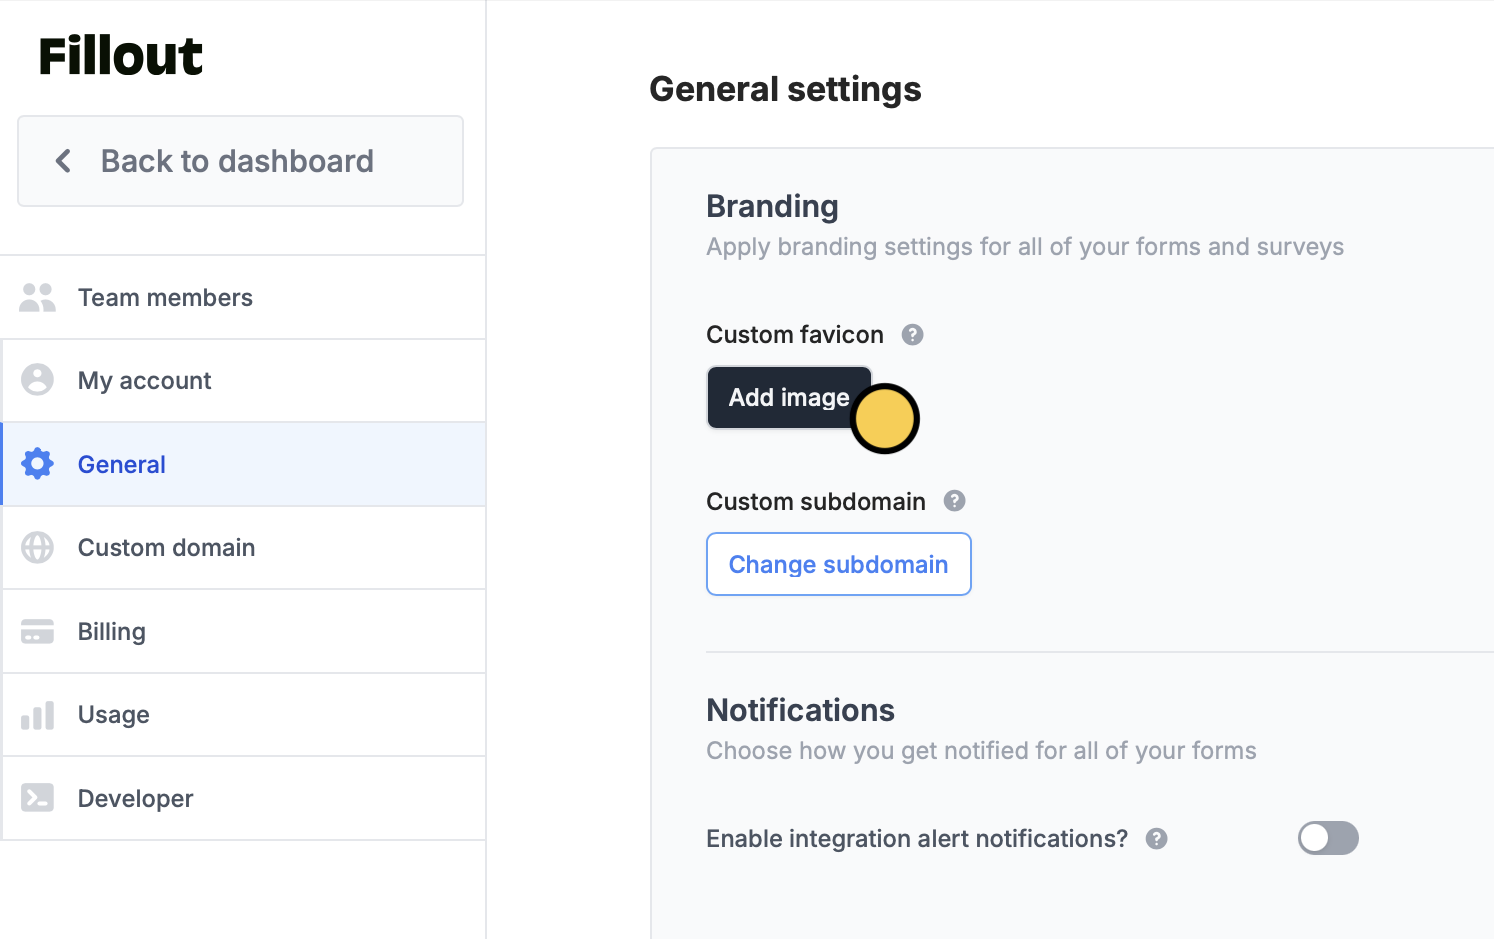 Fillout
Back to dashboard
Team members
My account
General
Custom domain
Billing
Usage
Developer
General settings
Branding
Apply branding settings for all of your forms and surveys
Custom favicon ?
Add image
Custom subdomain ?
Change subdomain
Notifications
Choose how you get notified for all of your forms
Enable integration alert notifications? ?